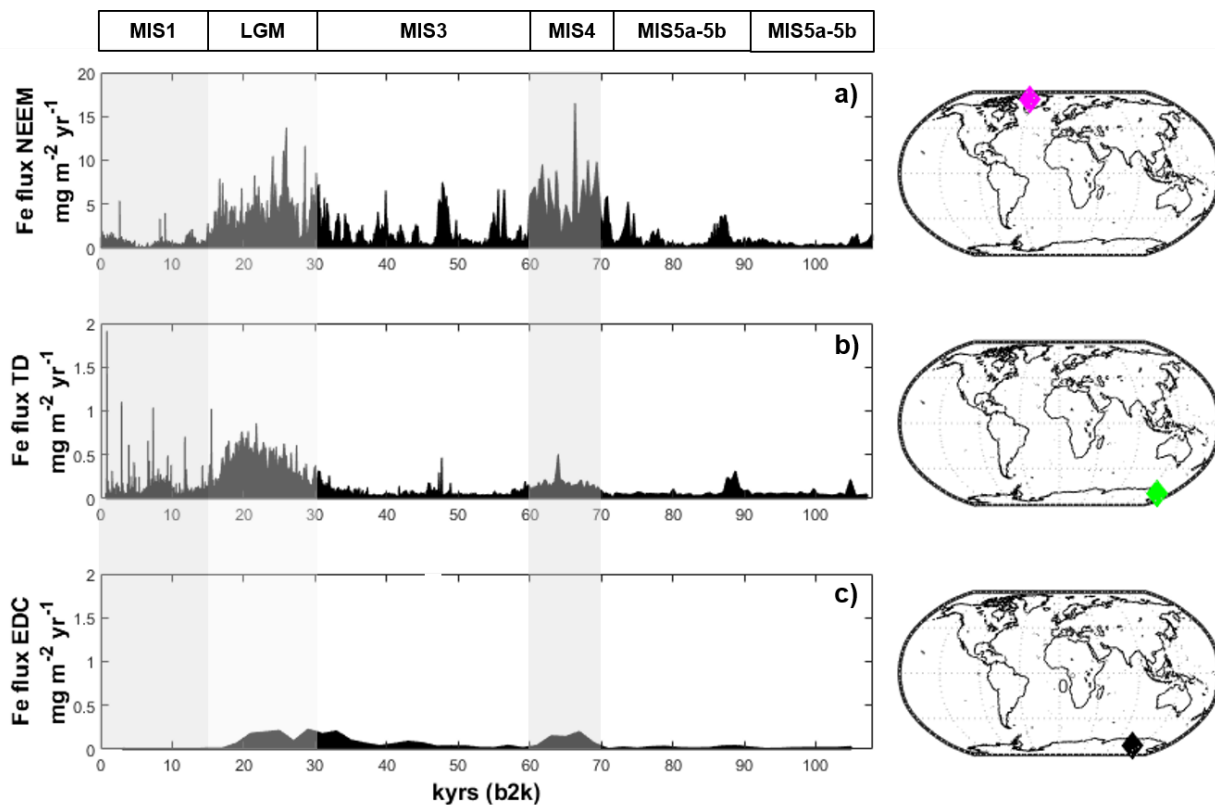 MIS1 LGM MIS3 MIS4 MIS5a-5b MIS5a-5b
a)
Fe flux NEEM
mg m-2 yr-1
20
15
10
5
0
0 10 20 30 40 50 60 70 80 90 100
b)
Fe flux TD
mg m-2 yr-1
2
1.5
1
0.5
0
0 10 20 30 40 50 60 70 80 90 100
c)
Fe flux EDC
mg m-2 yr-1
2
1.5
1
0.5
0
0 10 20 30 40 50 60 70 80 90 100
kyrs (b2k)
0